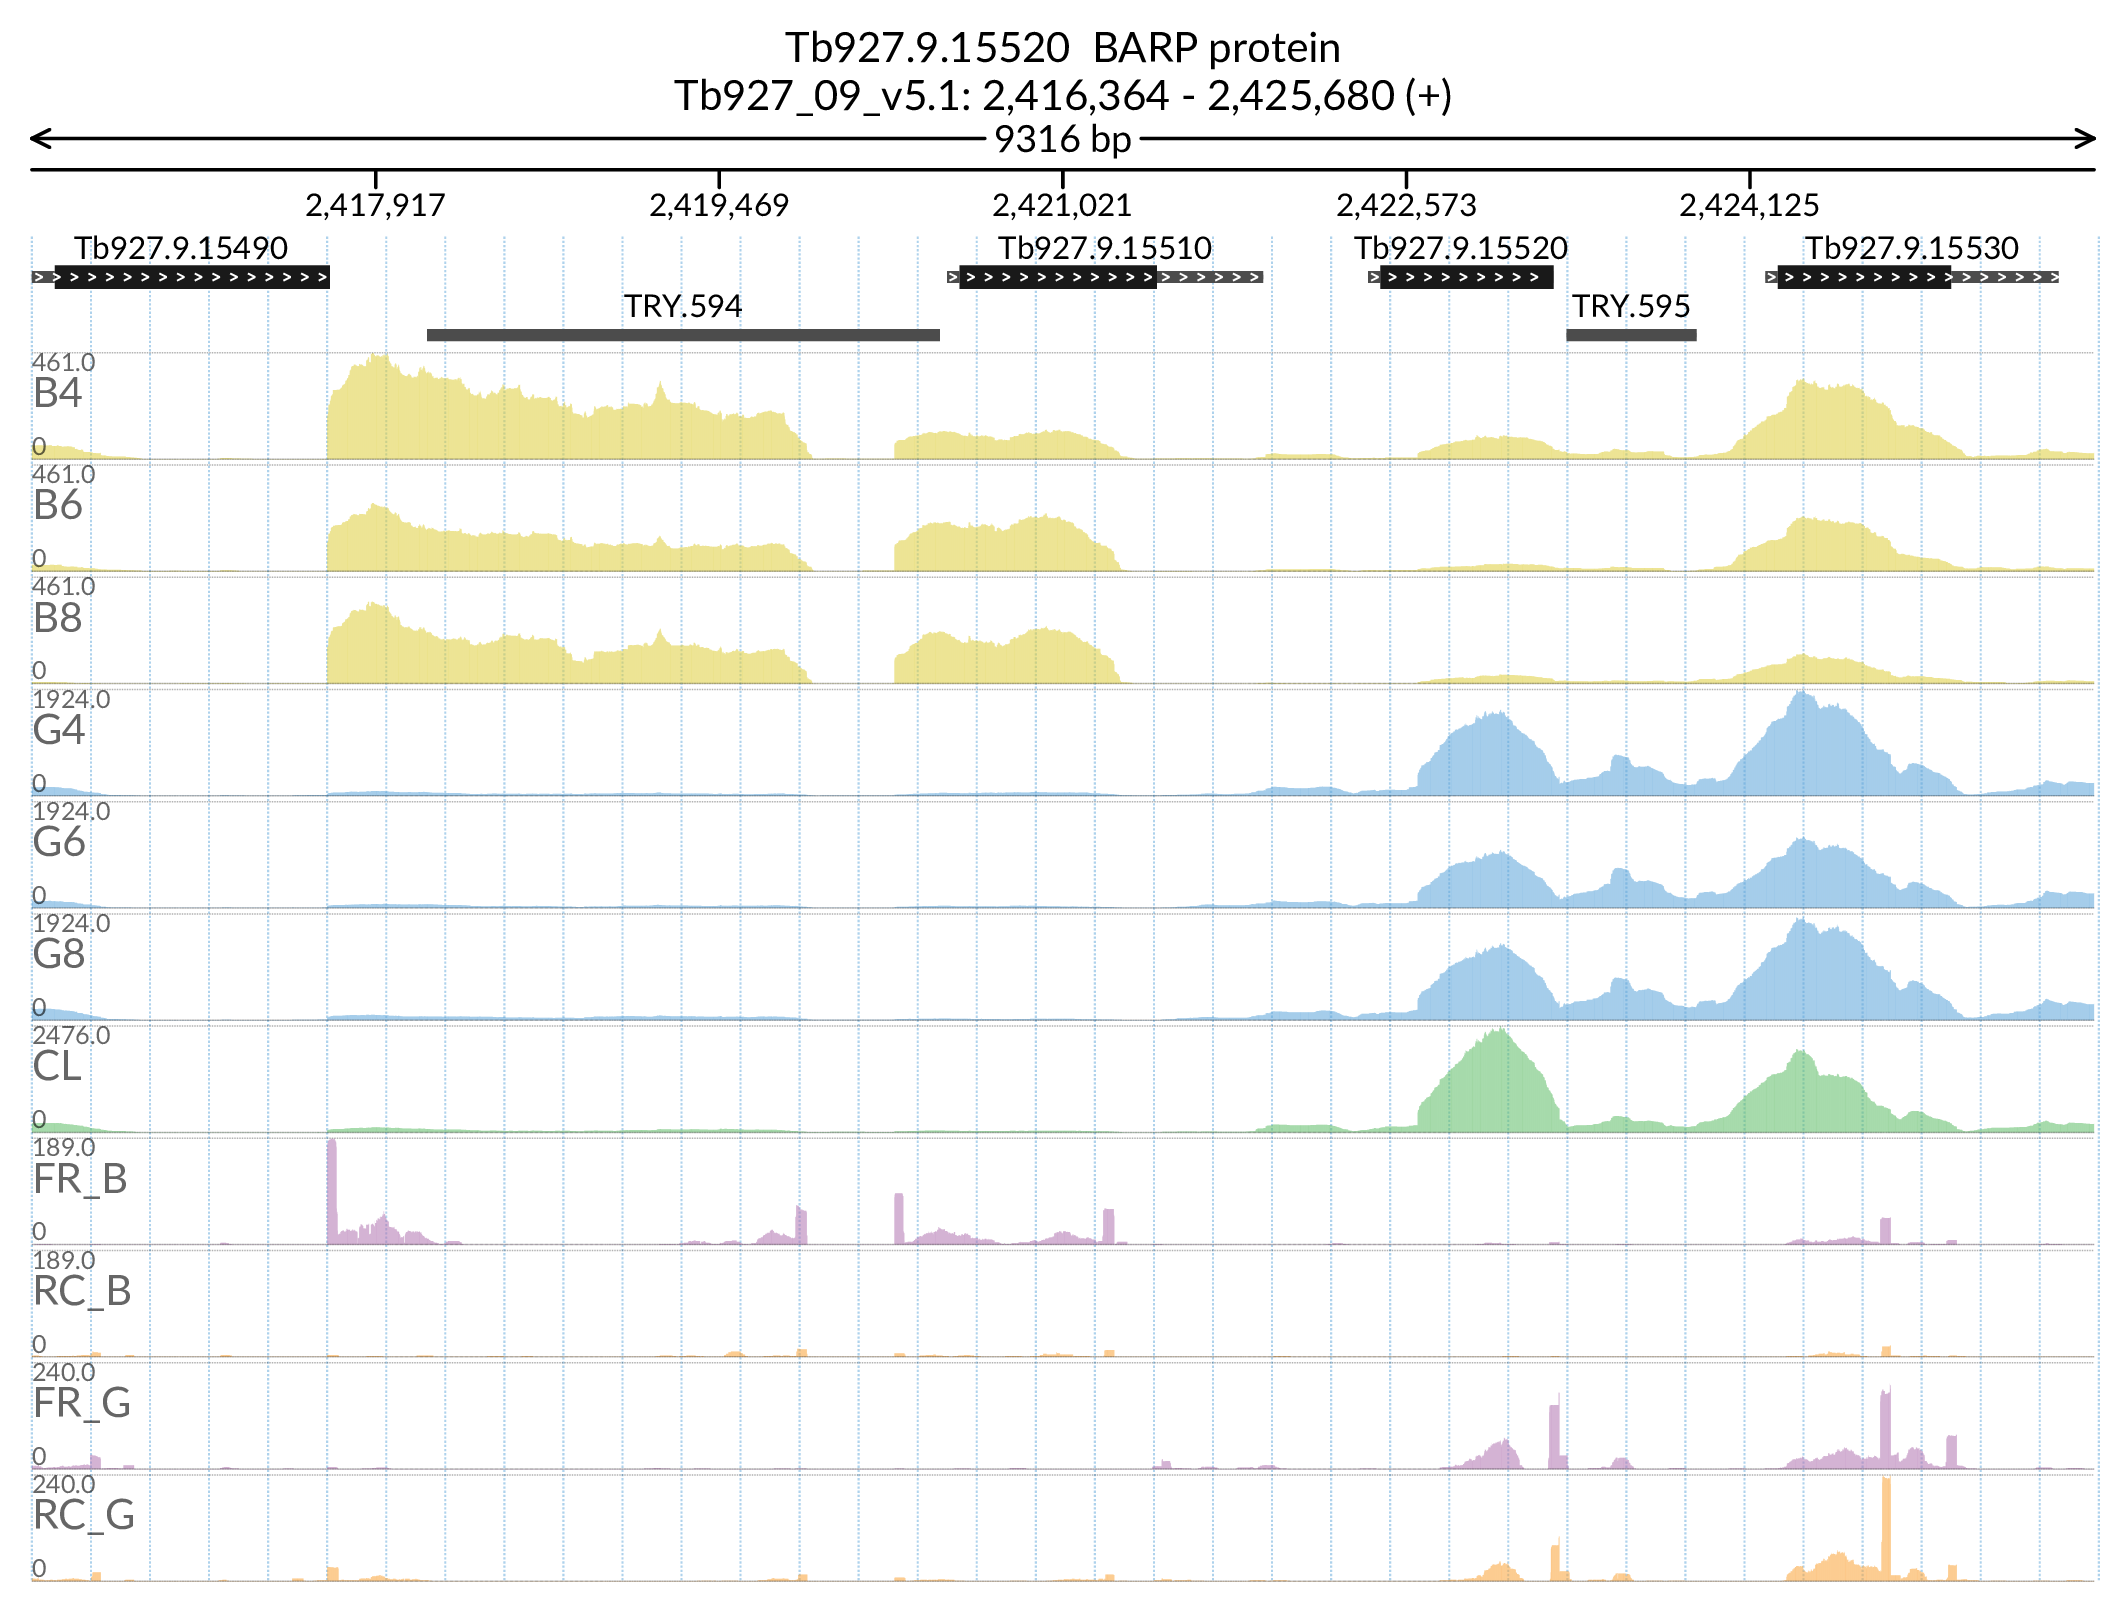 Tb927.9.15520  BARP protein
Tb927_09_v5.1: 2,416,364 - 2,425,680 (+)
9316 bp
2,417,917 2,419,469 2,421,021 2,422,573 2,424,125
Tb927.9.15490 Tb927.9.15510 Tb927.9.15520 Tb927.9.15530
TRY.594 TRY.595
461.0
B4
0
461.0
B6
0
461.0
B8
0
1924.0
G4
0
1924.0
G6
0
1924.0
G8
0
2476.0
CL
0
189.0
FR_B
0
189.0
RC_B
0
240.0
FR_G
0
240.0
RC_G
0